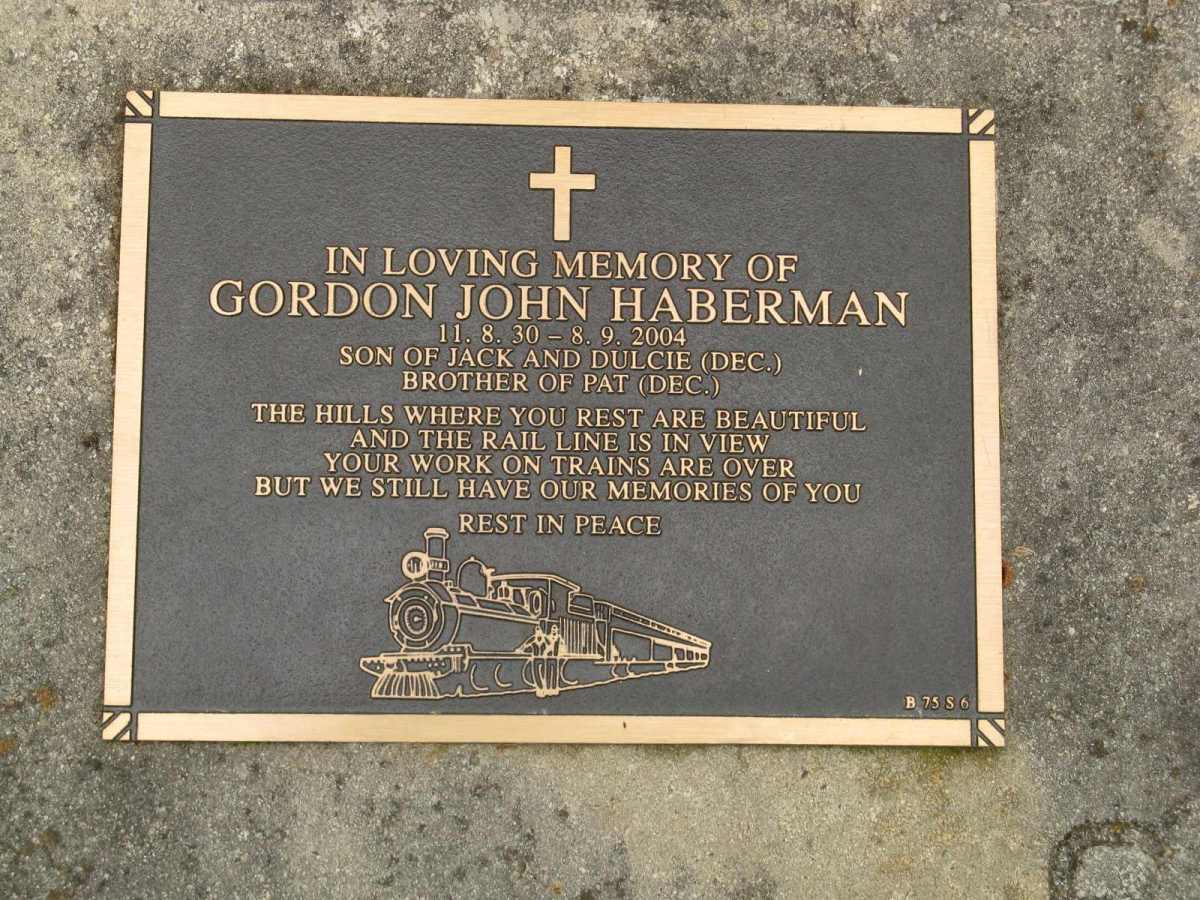 IN LOVING MEMORY OF
GORDON JOHN HABERMAN
11. 8. 30 – 8. 9. 2004
SON OF JACK AND DULCIE (DEC.)
BROTHER OF PAT (DEC.)
THE HILLS WHERE YOU REST ARE BEAUTIFUL
AND THE RAIL LINE IS IN VIEW
YOUR WORK ON TRAINS ARE OVER
BUT WE STILL HAVE OUR MEMORIES OF YOU
REST IN PEACE
B 75 S 6